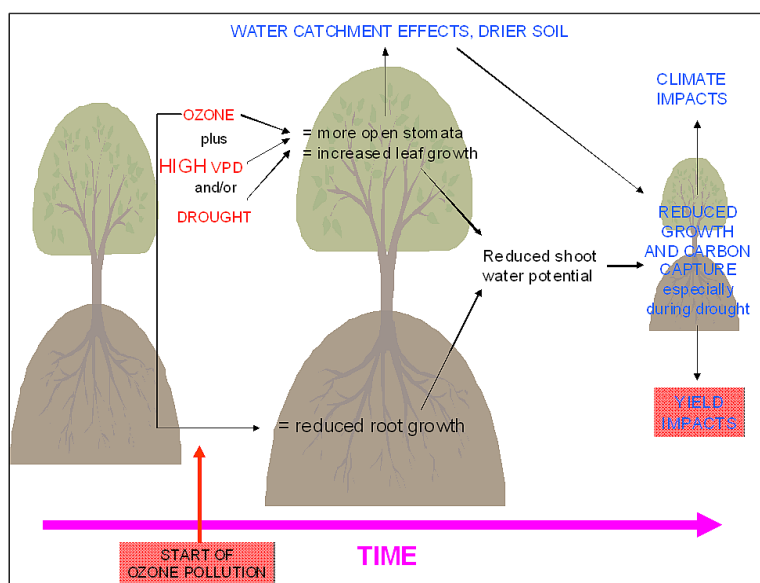 WATER CATCHMENT EFFECTS, DRIER SOIL
CLIMATE
IMPACTS
OZONE
plus
HIGH VPD
and/or
DROUGHT
= more open stomata
= increased leaf growth
Reduced shoot
water potential
REDUCED
GROWTH
AND CARBON
CAPTURE
especially
during drought
= reduced root growth
YIELD
IMPACTS
START OF
OZONE POLLUTION
TIME